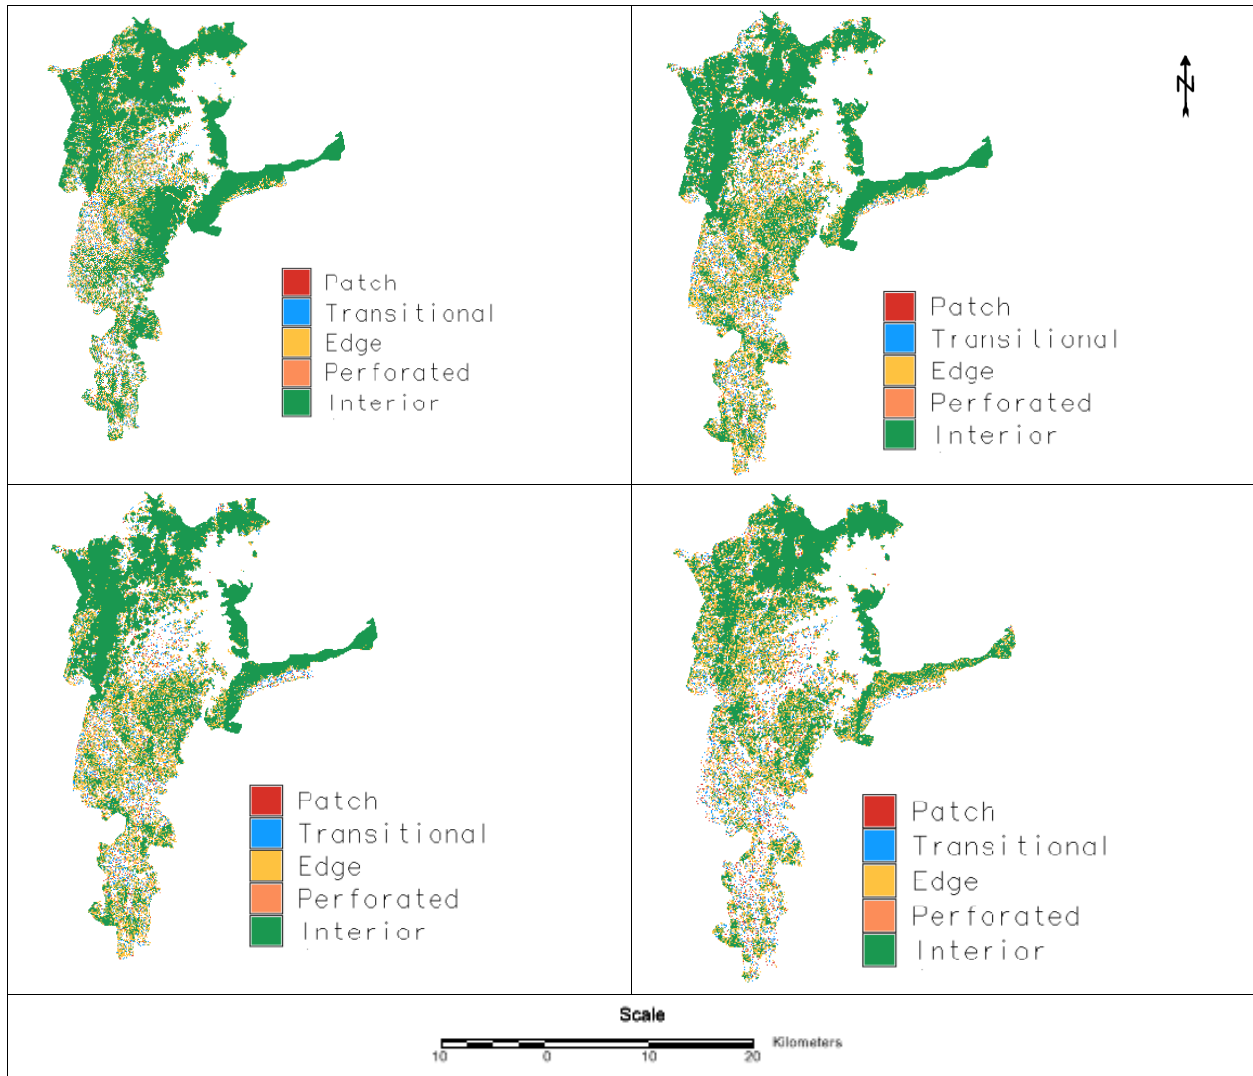 Patch
Transitional
Edge
Perforated
Interior
N
Patch
Transitional
Edge
Perforated
Interior
Patch
Transitional
Edge
Perforated
Interior
Patch
Transitional
Edge
Perforated
Interior
Scale
10 0 10 20 Kilometers